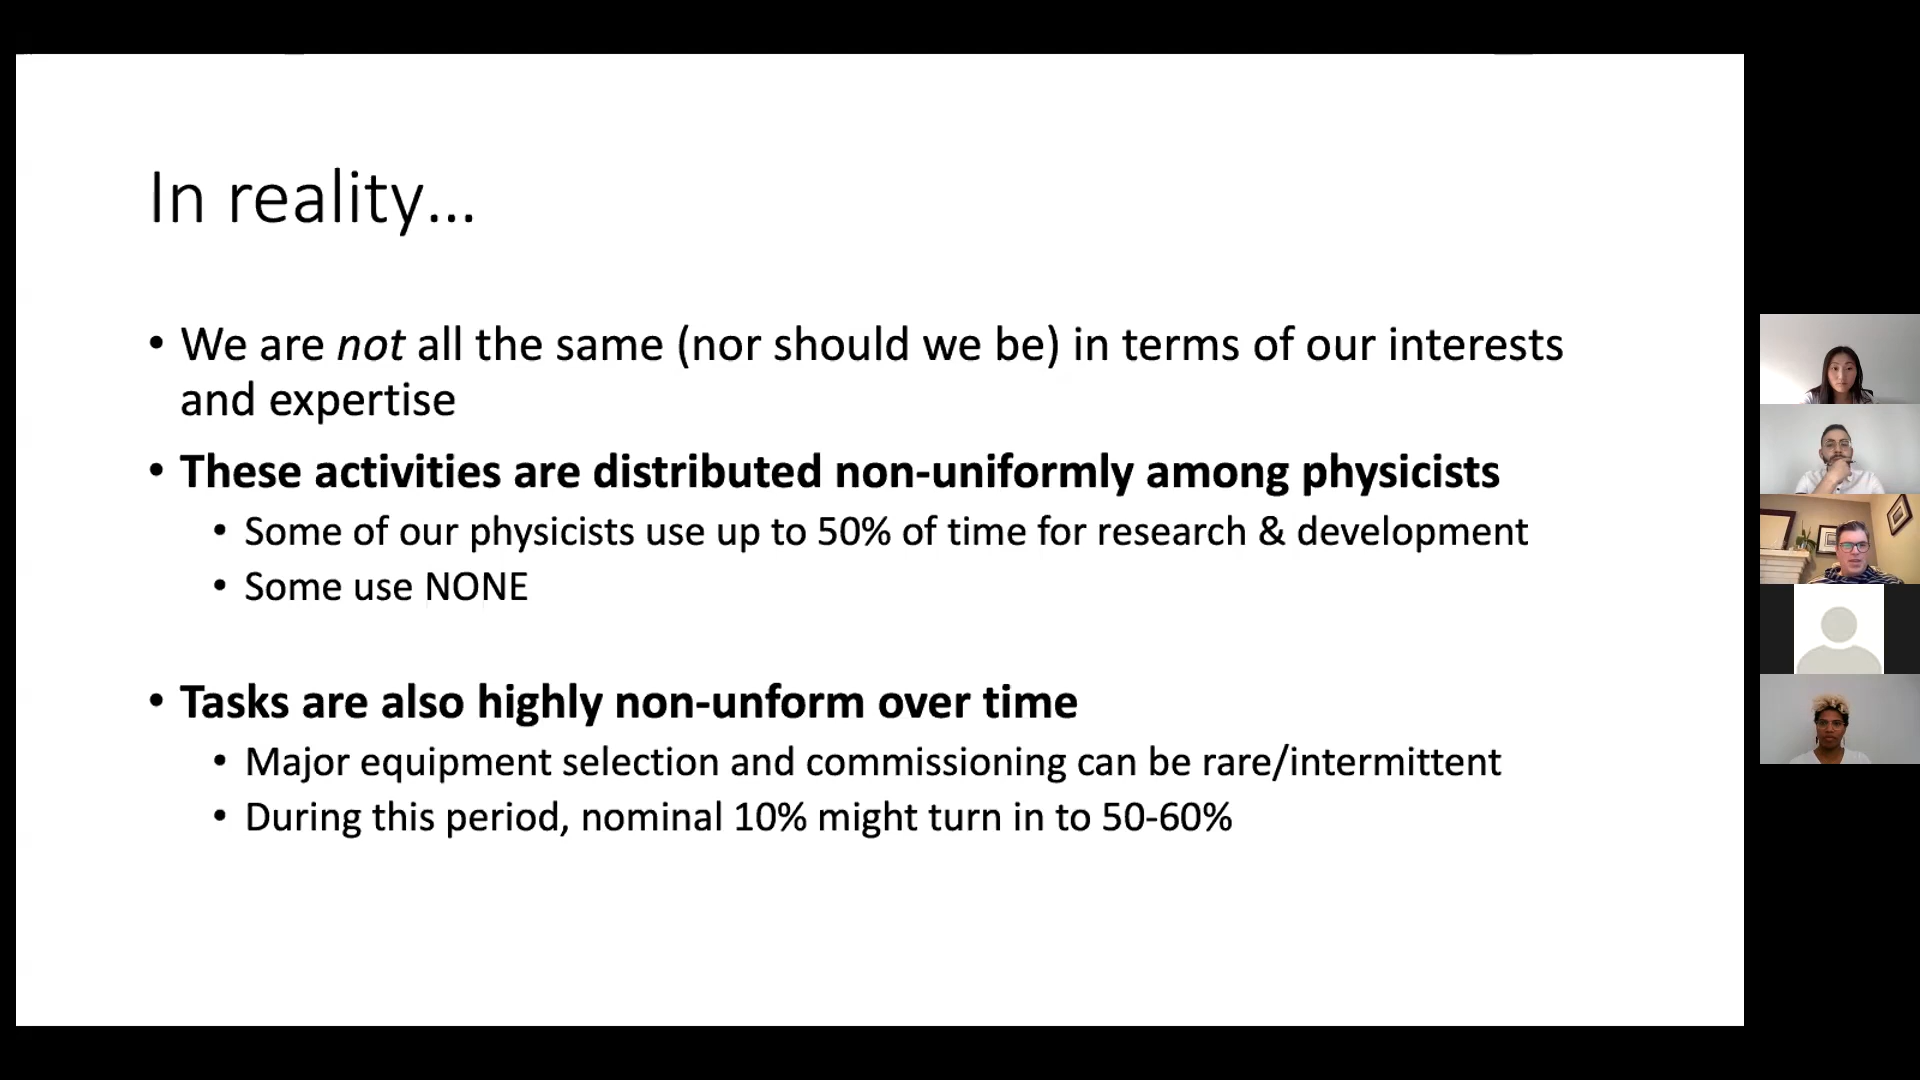 In reality...
• We are not all the same (nor should we be) in terms of our interests
and expertise
• These activities are distributed non-uniformly among physicists
• Some of our physicists use up to 50% of time for research & development
• Some use NONE
• Tasks are also highly non-unform over time
• Major equipment selection and commissioning can be rare/intermittent
• During this period, nominal 10% might turn in to 50-60%